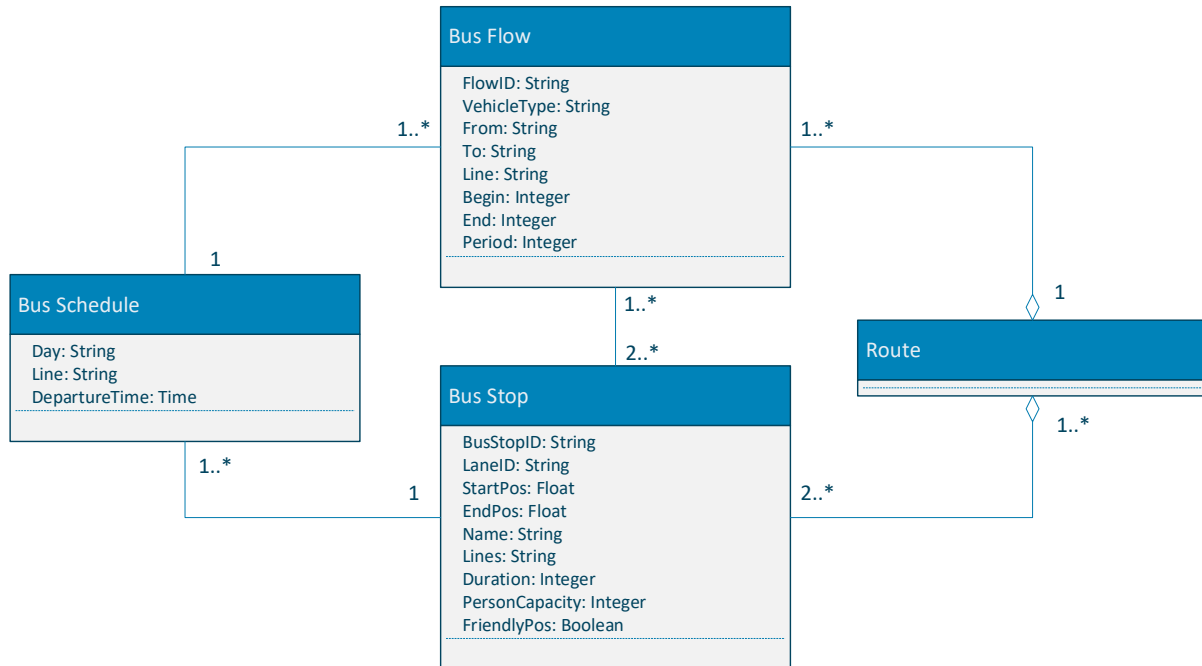 Bus Flow
FlowID: String
VehicleType: String
From: String
To: String
Line: String
Begin: Integer
End: Integer
Period: Integer
1..*
1..*
1
1..*
1
2..*
Bus Schedule
Day: String
Line: String
DepartureTime: Time
Route
Bus Stop
BusStopID: String
LaneID: String
StartPos: Float
EndPos: Float
Name: String
Lines: String
Duration: Integer
PersonCapacity: Integer
FriendlyPos: Boolean
1..*
1
2..*
1..*